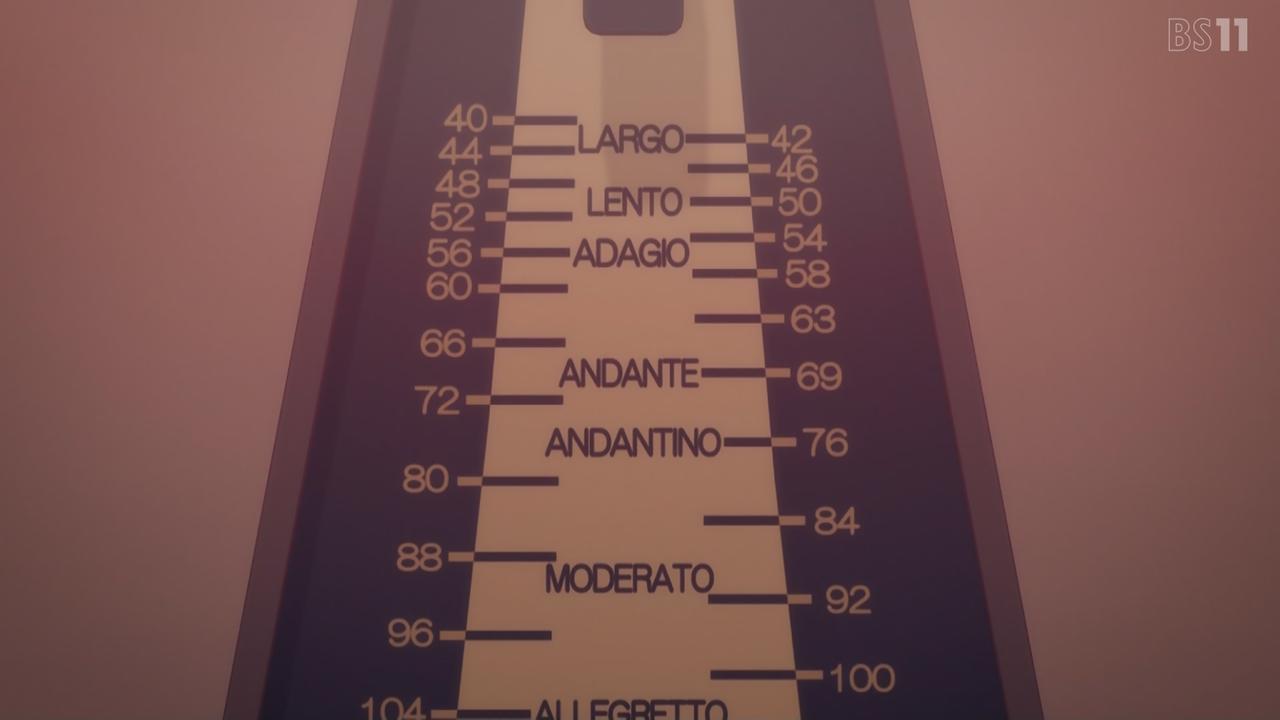 BS11
40 LARGO 42
44 46
48 LENTO 50
52 54
56 ADAGIO 58
60 63
66 ANDANTE 69
72 ANDANTINO 76
80 84
88 MODERATO 92
96 100
104 ALLEGRETTO